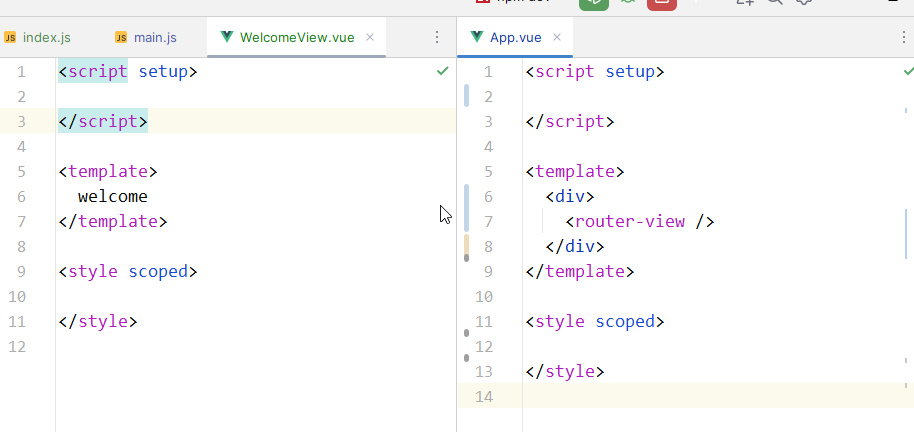 index.js
main.js
WelcomeView.vue
App.vue
1 <script setup>
2
3 </script>
4
5 <template>
6 welcome
7 </template>
8
9 <style scoped>
10
11 </style>
12
1 <script setup>
2
3 </script>
4
5 <template>
6 <div>
7 <router-view />
8 </div>
9 </template>
10
11 <style scoped>
12
13 </style>
14